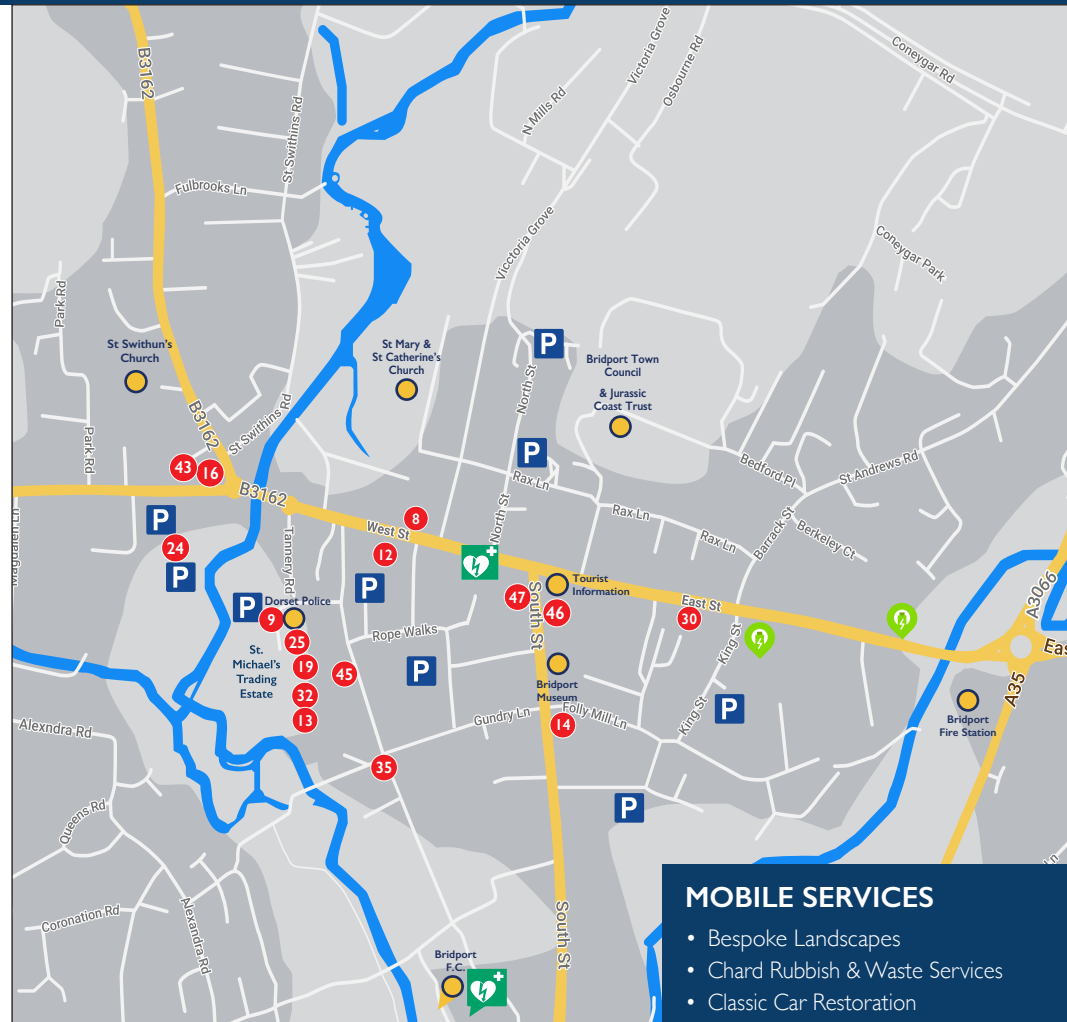 B3162
St Swithins Rd
N Mills Rd
Victoria Grove
Osbourne Rd
Coneygar Rd
Fulbrooks Ln
Vicctoria Grove
Coneygar Park
Park Rd
St Swithun's
Church
St Mary &
St Catherine's
Church
P
Bridport Town
Council
& Jurassic
Coast Trust
North St
B3162
St Swithins Rd
Park Rd
P
Bedford Pl
St Andrews Rd
43
16
B3162
Rax Ln
Rax Ln
Rax Ln
North St
Barrack St
Berkeley Ct
Magdalen Ln
P
8
West St
24
12
Tannery Rd
P
P
P
Tourist
Information
South St
47
46
East St
30
A3066
Dorset Police
9
25
Rope Walks
King St
Eas
St.
Michael's
Trading
Estate
19
45
32
13
P
Bridport
Museum
A35
King St
P
Bridport
Fire Station
Alexndra Rd
Gundry Ln
Folly Mill Ln
14
35
P
Queens Rd
Ln
Coronation Rd
Alexandra Rd
South St
Bridport
F.C.
MOBILE SERVICES
• Bespoke Landscapes
• Chard Rubbish & Waste Services
• Classic Car Restoration